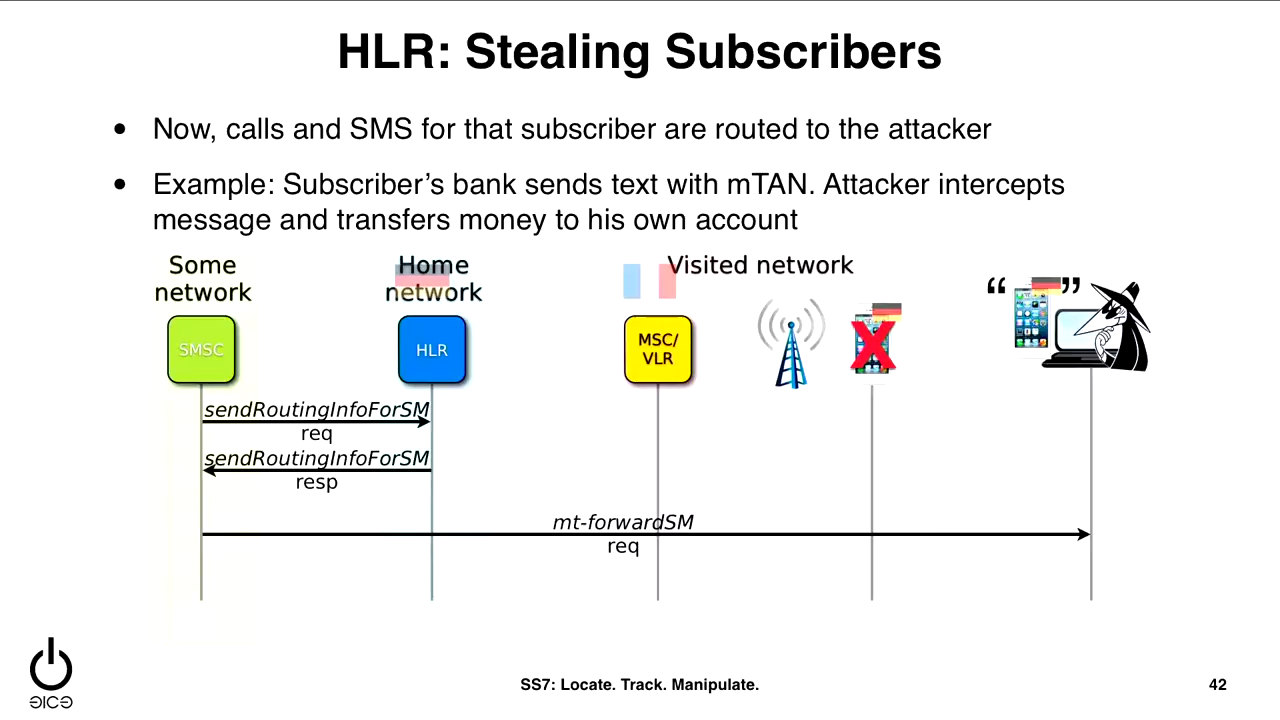 HLR: Stealing Subscribers
• Now, calls and SMS for that subscriber are routed to the attacker
• Example: Subscriber’s bank sends text with mTAN. Attacker intercepts
message and transfers money to his own account
Some
network
Home
network
Visited network
“ ”
SMSC
HLR
MSC/
VLR
sendRoutingInfoForSM
req
sendRoutingInfoForSM
resp
mt-forwardSM
req
SS7: Locate. Track. Manipulate.
42